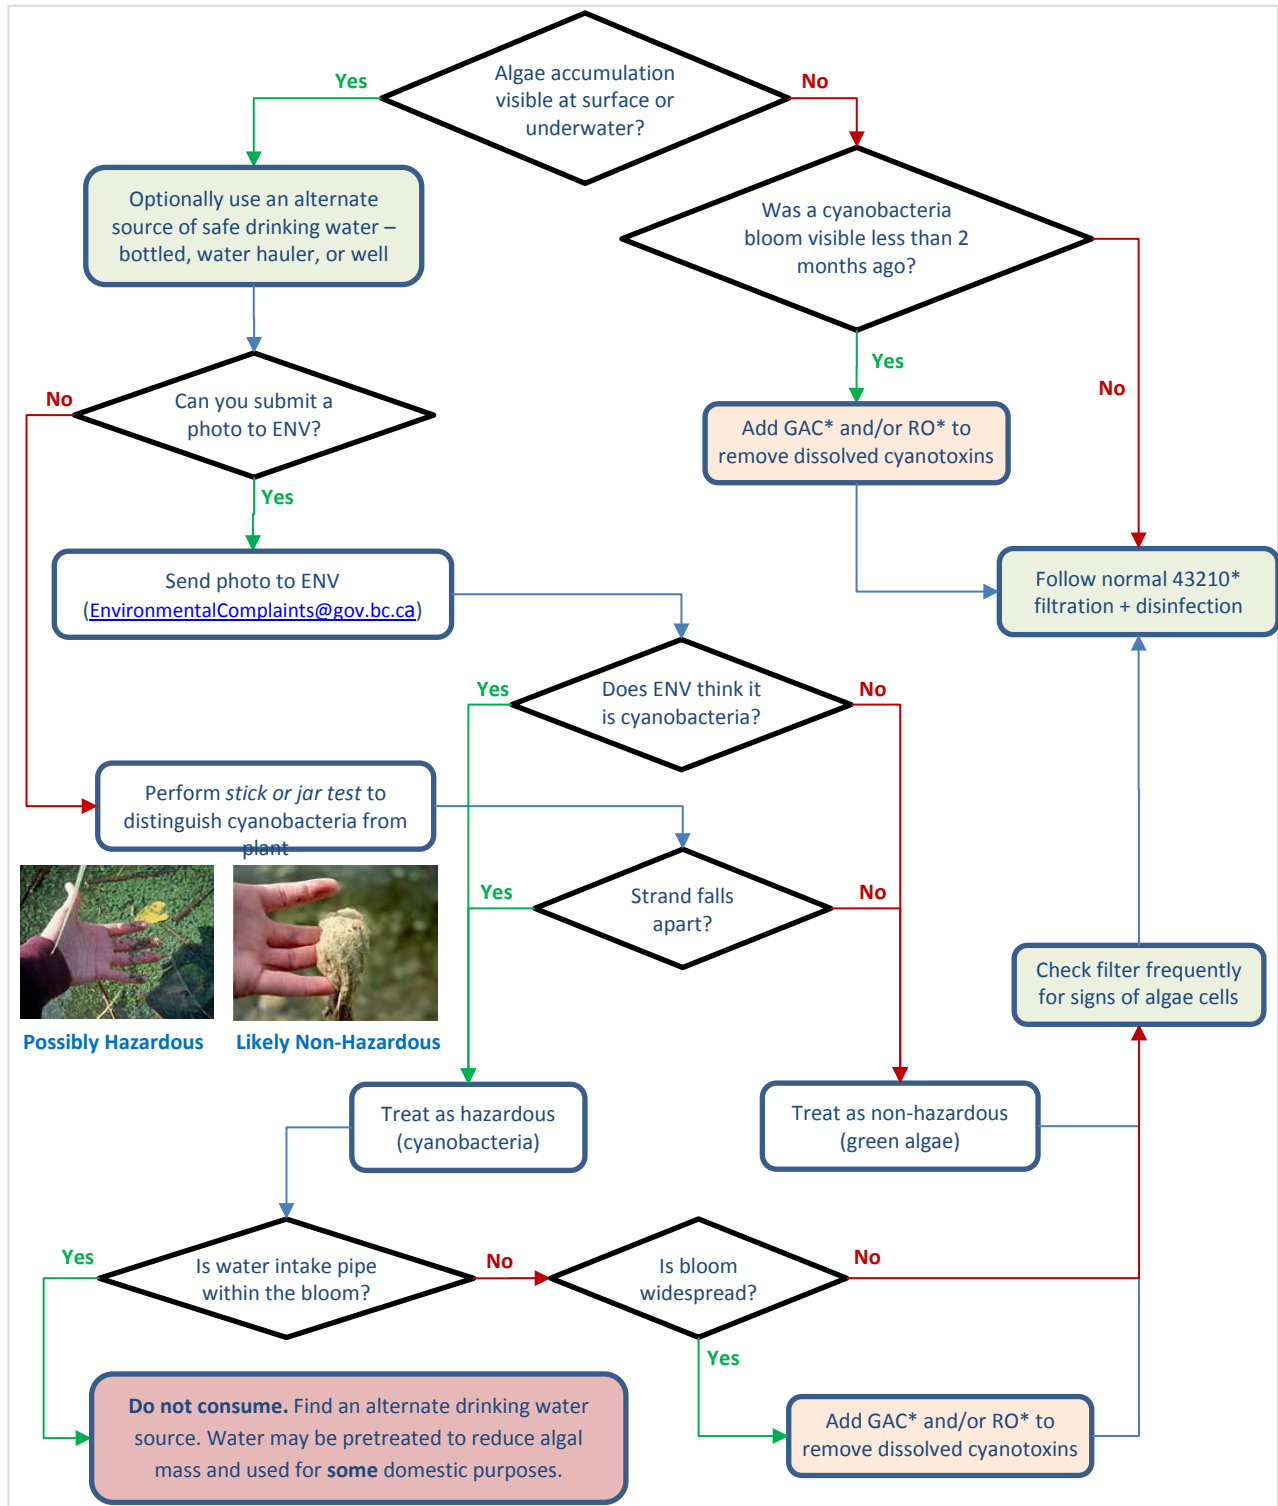 Algae accumulation
visible at surface or
underwater?
Yes
No
Optionally use an alternate
source of safe drinking water –
bottled, water hauler, or well
Was a cyanobacteria
bloom visible less than 2
months ago?
Yes
No
Can you submit a
photo to ENV?
No
Yes
Add GAC* and/or RO* to
remove dissolved cyanotoxins
Send photo to ENV
(EnvironmentalComplaints@gov.bc.ca)
Follow normal 43210*
filtration + disinfection
Does ENV think it
is cyanobacteria?
Yes
No
Perform stick or jar test to
distinguish cyanobacteria from
plant
Strand falls
apart?
Yes
No
Possibly Hazardous
Likely Non-Hazardous
Check filter frequently
for signs of algae cells
Treat as hazardous
(cyanobacteria)
Treat as non-hazardous
(green algae)
Is water intake pipe
within the bloom?
Yes
No
Is bloom
widespread?
No
Yes
Do not consume. Find an alternate drinking water
source. Water may be pretreated to reduce algal
mass and used for some domestic purposes.
Add GAC* and/or RO* to
remove dissolved cyanotoxins